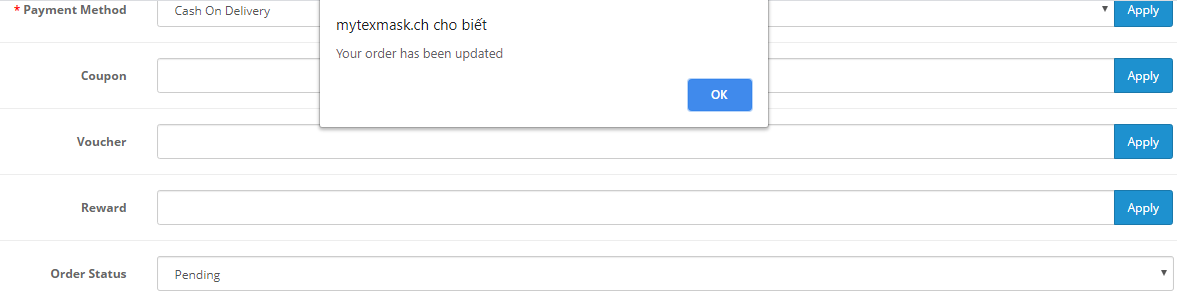 * Payment Method Cash On Delivery Apply
mytexmask.ch cho biết
Your order has been updated
OK
Coupon Apply
Voucher Apply
Reward Apply
Order Status Pending